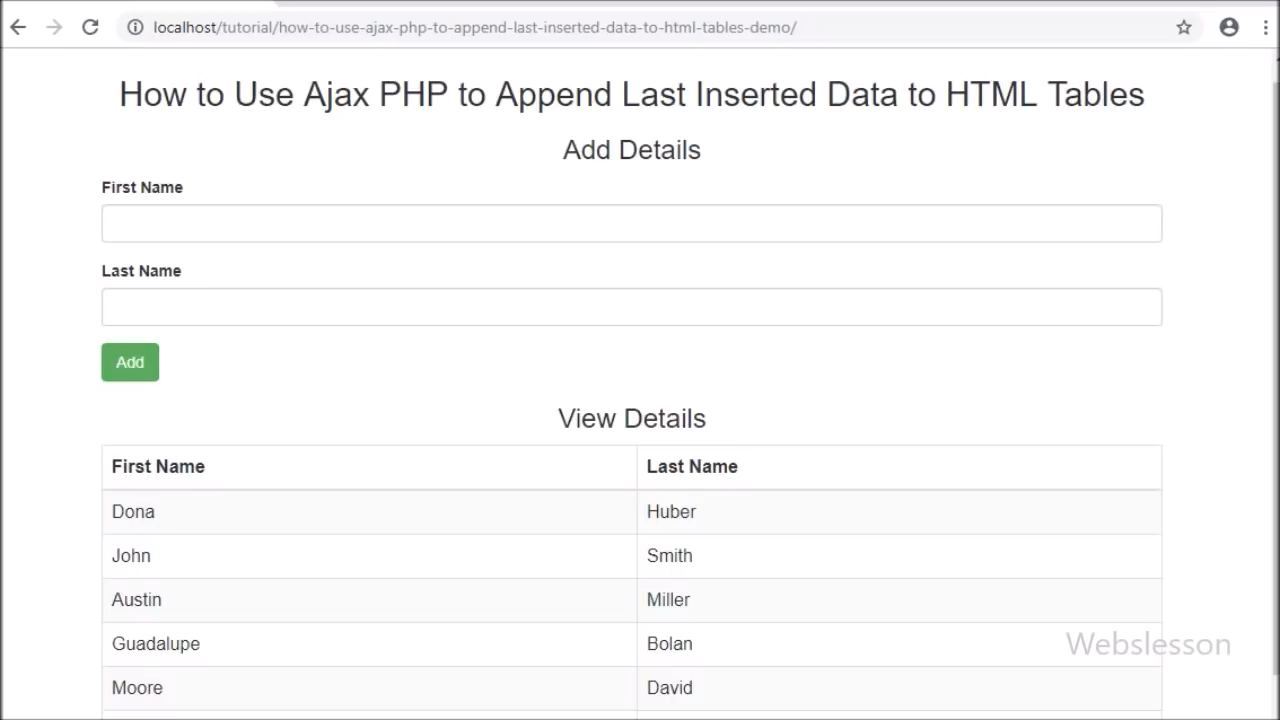 localhost/tutorial/how-to-use-ajax-php-to-append-last-inserted-data-to-html-tables-demo/
How to Use Ajax PHP to Append Last Inserted Data to HTML Tables
Add Details
First Name
Last Name
Add
View Details
First Name Last Name
Dona Huber
John Smith
Austin Miller
Guadalupe Bolan
Webslesson
Moore David